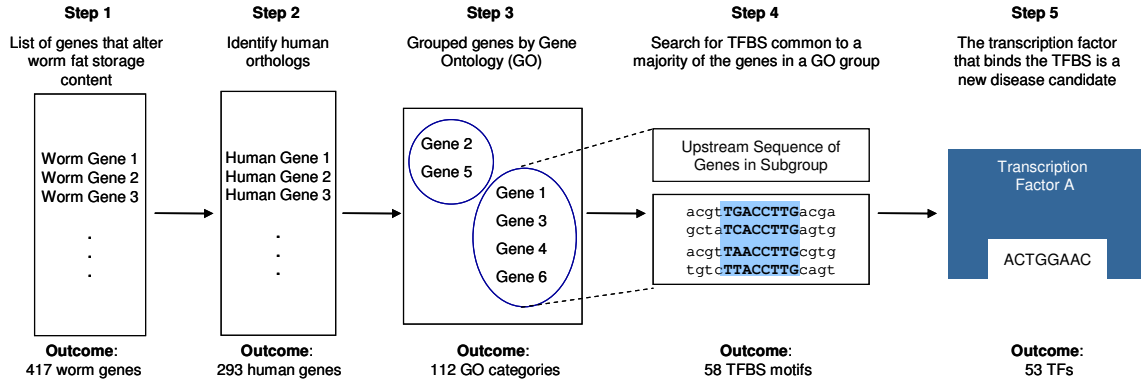 Step 1
List of genes that alter
worm fat storage
content
Worm Gene 1
Worm Gene 2
Worm Gene 3
.
.
.
Outcome:
417 worm genes
Step 2
Identify human
orthologs
Human Gene 1
Human Gene 2
Human Gene 3
.
.
.
Outcome:
293 human genes
Step 3
Grouped genes by Gene
Ontology (GO)
Gene 2
Gene 5
Gene 1
Gene 3
Gene 4
Gene 6
Outcome:
112 GO categories
Step 4
Search for TFBS common to a
majority of the genes in a GO group
Upstream Sequence of
Genes in Subgroup
acgtTGACCTTGacga
gctaTCACCTTGagtg
acgtTAACCTTGcgtg
tgtcTTACCTTGcagt
Outcome:
58 TFBS motifs
Step 5
The transcription factor
that binds the TFBS is a
new disease candidate
Transcription
Factor A
ACTGGAAC
Outcome:
53 TFs